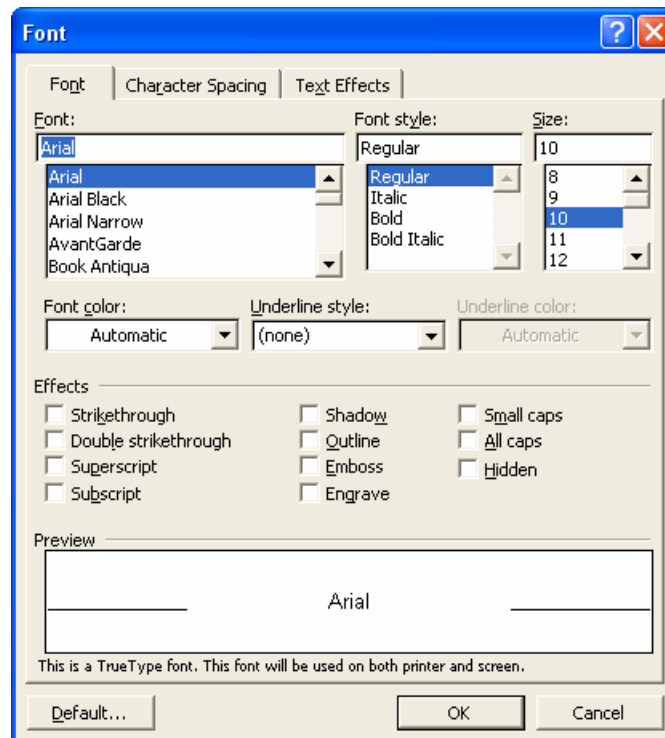 Font
Font Character Spacing Text Effects
Font: Font style: Size:
Arial Regular 10
Arial Regular 8
Arial Black Italic 9
Arial Narrow Bold 10
AvantGarde Bold Italic 11
Book Antiqua 12
Font color: Underline style: Underline color:
Automatic (none) Automatic
Effects
Strikethrough Shadow Small caps
Double strikethrough Outline All caps
Superscript Emboss Hidden
Subscript Engrave
Preview
Arial
This is a TrueType font. This font will be used on both printer and screen.
Default... OK Cancel